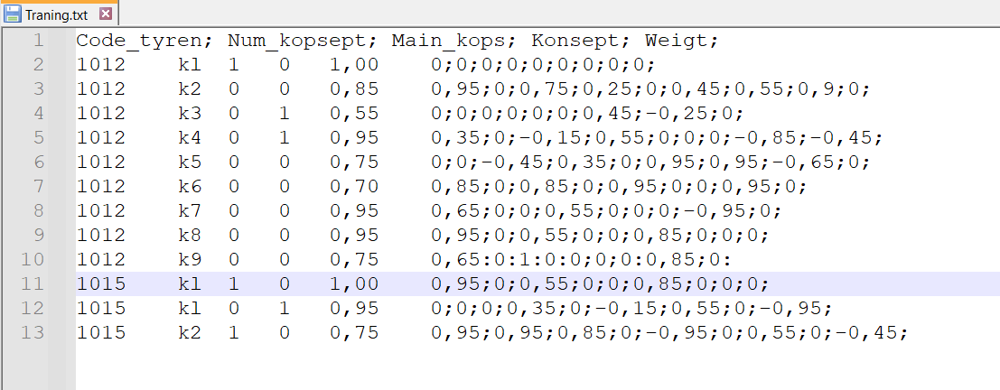 Traning.txt
1 Code_tyren; Num_kopsept; Main_kops; Konsept; Weigt;
2 1012 k1 1 0 1,00 0;0;0;0;0;0;0;0;0;
3 1012 k2 0 0 0,85 0,95;0;0,75;0,25;0;0,45;0,55;0,9;0;
4 1012 k3 0 1 0,55 0;0;0;0;0;0;0,45;-0,25;0;
5 1012 k4 0 1 0,95 0,35;0;-0,15;0,55;0;0;0;-0,85;-0,45;
6 1012 k5 0 0 0,75 0;0;-0,45;0,35;0;0,95;0,95;-0,65;0;
7 1012 k6 0 0 0,70 0,85;0;0,85;0;0,95;0;0;0,95;0;
8 1012 k7 0 0 0,95 0,65;0;0;0,55;0;0;0;-0,95;0;
9 1012 k8 0 0 0,95 0,95;0;0,55;0;0;0,85;0;0;0;
10 1012 k9 0 0 0,75 0,65:0:1:0:0;0;0:0,85;0:
11 1015 k1 1 0 1,00 0,95;0;0,55;0;0;0,85;0;0;0;
12 1015 k1 0 1 0,95 0;0;0;0,35;0;-0,15;0,55;0;-0,95;
13 1015 k2 1 0 0,75 0,95;0,95;0,85;0;-0,95;0;0,55;0;-0,45;